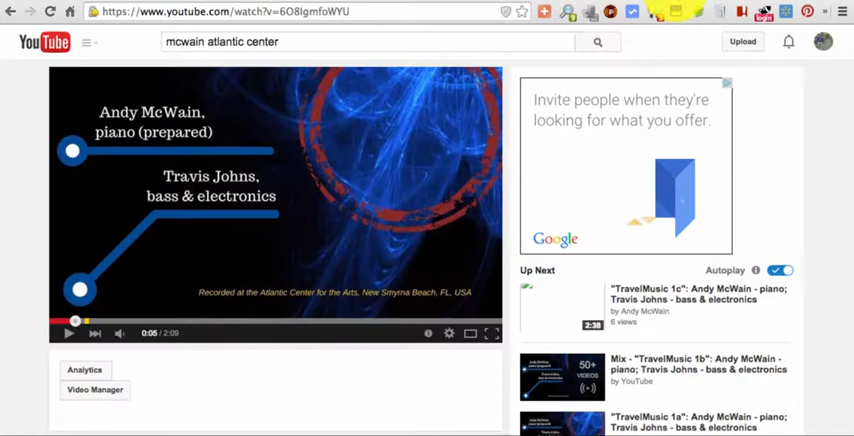 https://www.youtube.com/watch?v=6O8IgmfoWYU
login
YouTube
mcwain atlantic center
Upload
Andy McWain,
piano (prepared)
Travis Johns,
bass & electronics
Recorded at the Atlantic Center for the Arts, New Smyrna Beach, FL, USA
0:05 / 2:09
Analytics
Video Manager
Invite people when they're
looking for what you offer.
Google
Up Next
Autoplay
"TravelMusic 1c": Andy McWain - piano;
Travis Johns - bass & electronics
by Andy McWain
6 views
2:38
Mix - "TravelMusic 1b": Andy McWain -
piano; Travis Johns - bass & electronics
by YouTube
50+
VIDEOS
"TravelMusic 1a": Andy McWain - piano;
Travis Johns - bass & electronics